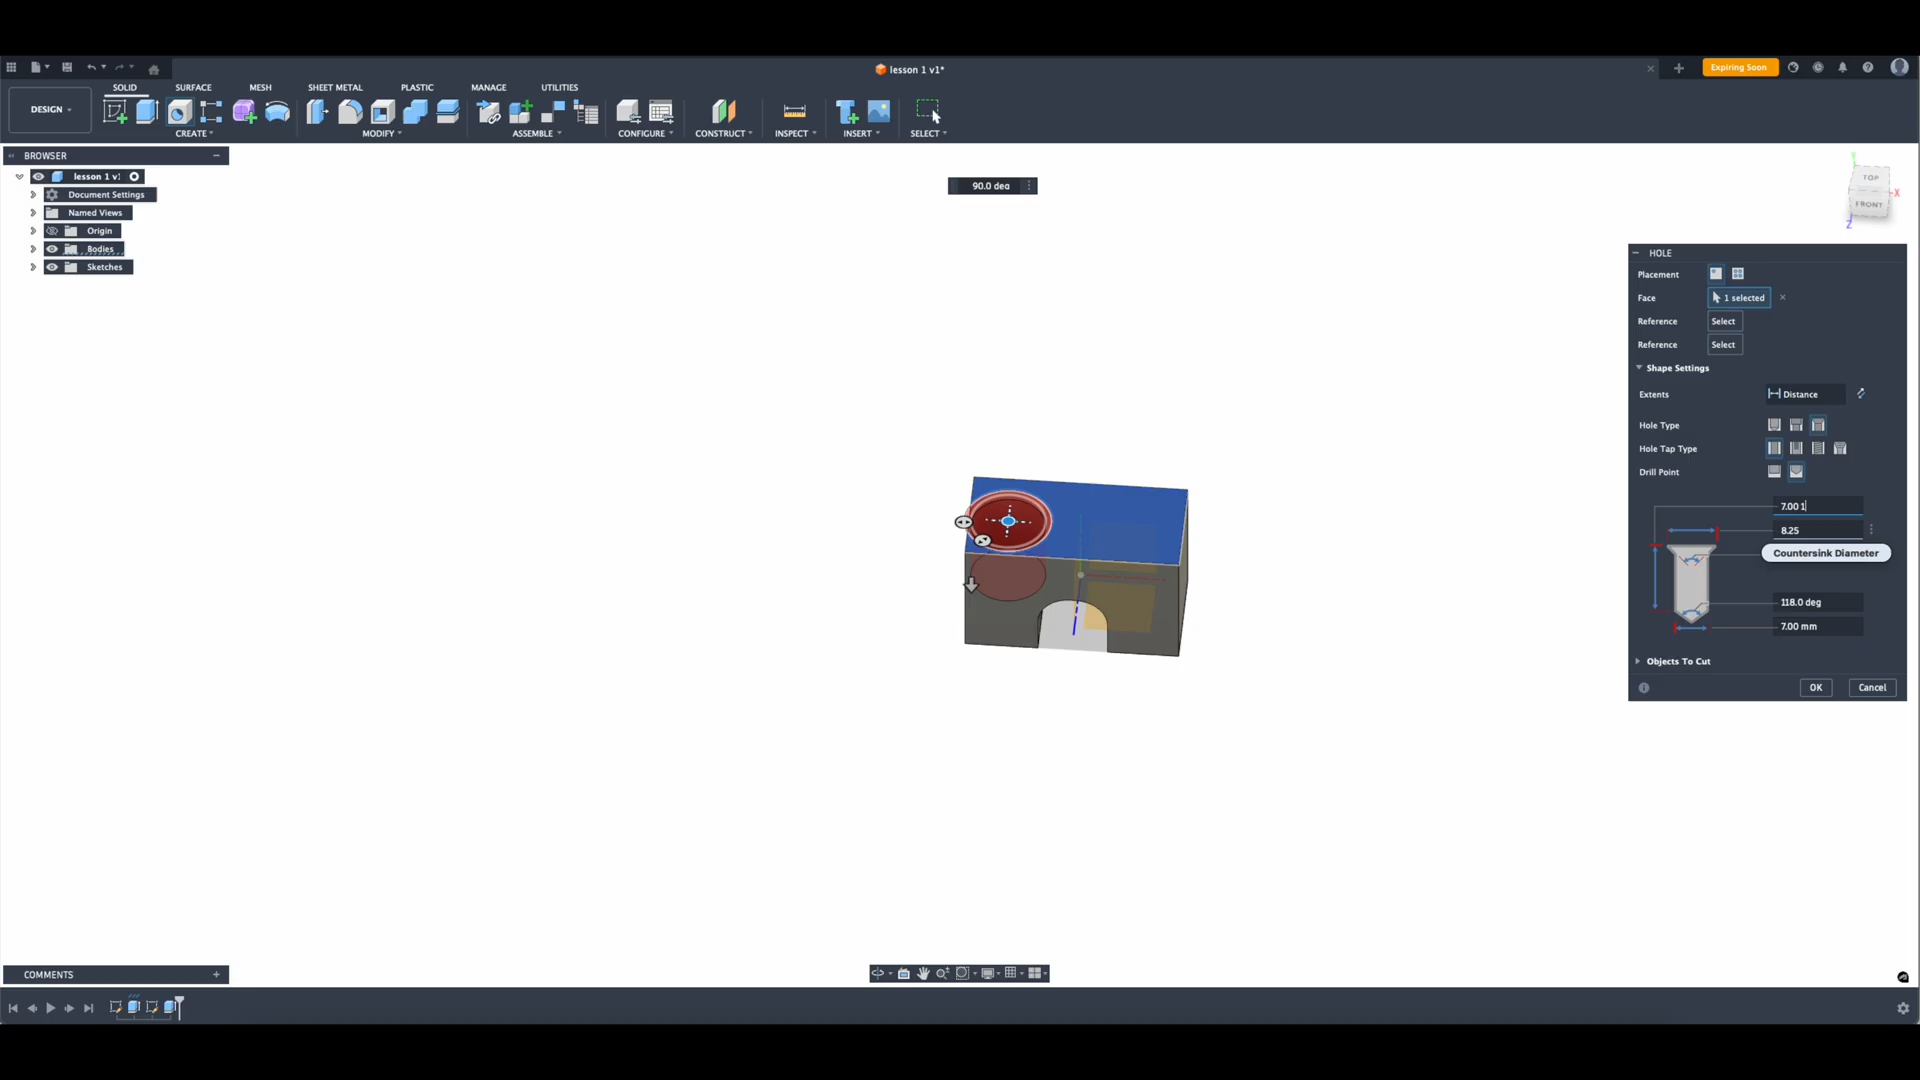 lesson 1 v1*
Expiring Soon
DESIGN
SOLID SURFACE MESH SHEET METAL PLASTIC MANAGE UTILITIES
CREATE MODIFY ASSEMBLE CONFIGURE CONSTRUCT INSPECT INSERT SELECT
BROWSER
lesson 1 v1
Document Settings
Named Views
Origin
Bodies
Sketches
90.0 deg
TOP
FRONT
X
Y
Z
HOLE
Placement
Face 1 selected
Reference Select
Reference Select
Shape Settings
Extents Distance
Hole Type
Hole Tap Type
Drill Point
7.00 1
8.25
Countersink Diameter
118.0 deg
7.00 mm
Objects To Cut
OK Cancel
COMMENTS